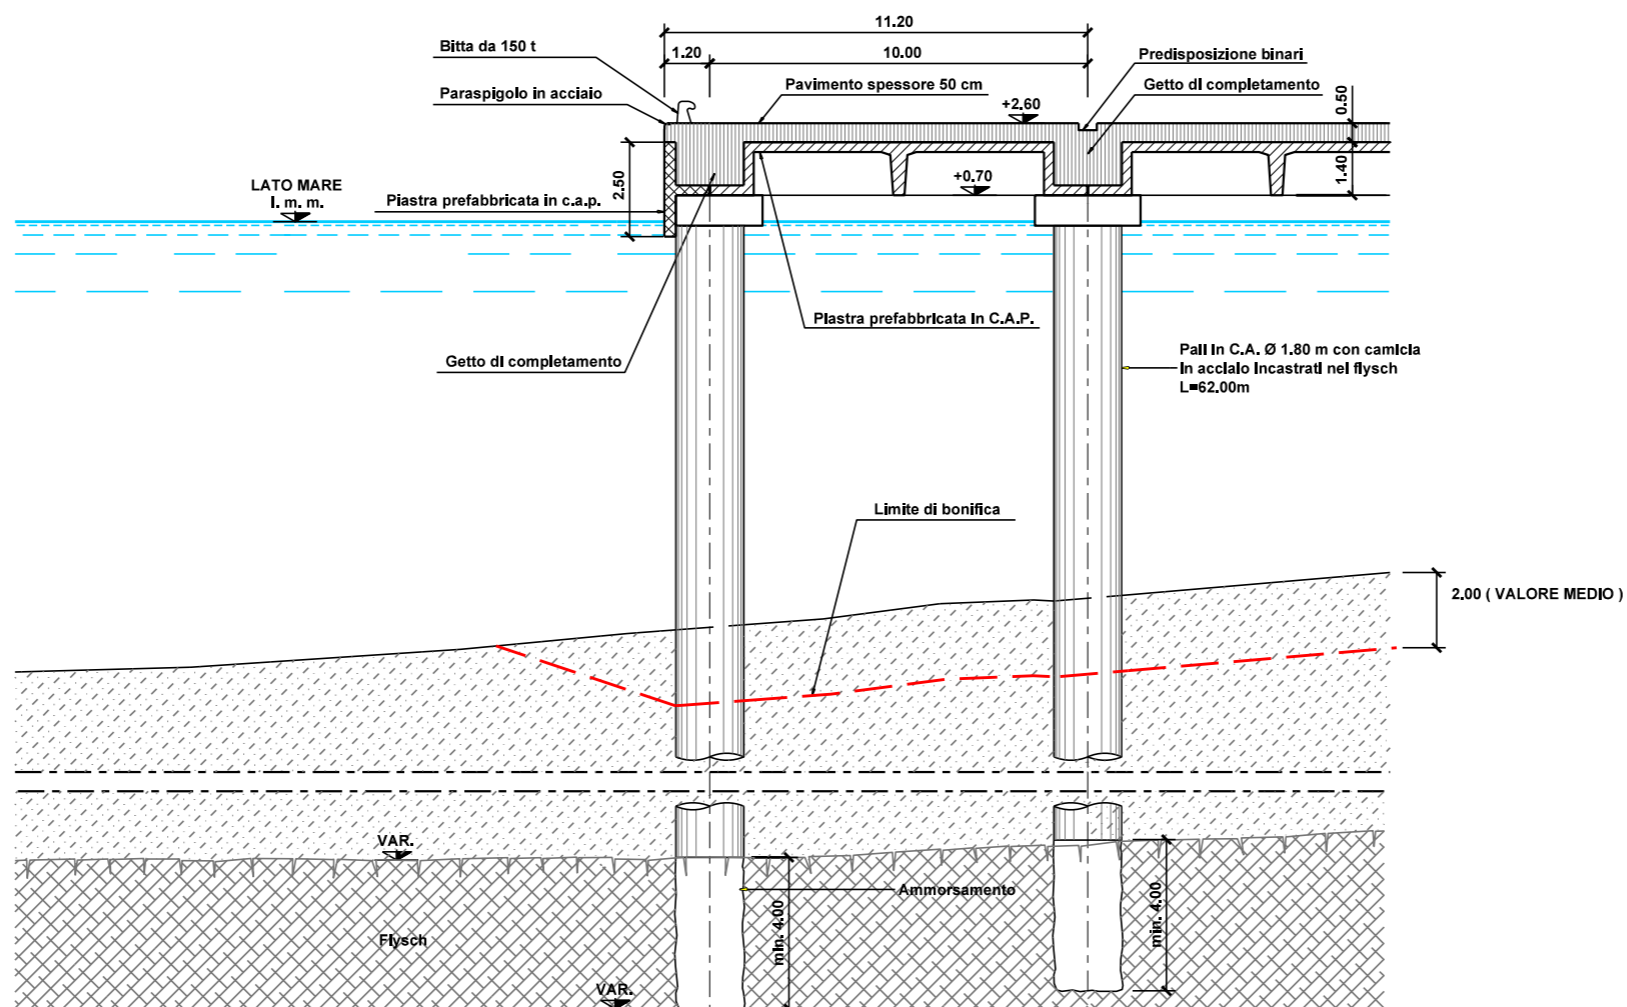 11.20
Bitta da 150 t
1.20
10.00
Predisposizione binari
Paraspigolo in acciaio
Pavimento spessore 50 cm
Getto di completamento
+2.60
0.50
LATO MARE
l. m. m.
2.50
+0.70
1.40
Piastra prefabbricata in c.a.p.
Piastra prefabbricata in C.A.P.
Getto di completamento
Pali in C.A. Ø 1.80 m con camicia
in acciaio incastrati nel flysch
L=62.00m
Limite di bonifica
2.00 ( VALORE MEDIO )
VAR.
Ammorsamento
min. 4.00
min. 4.00
Flysch
VAR.